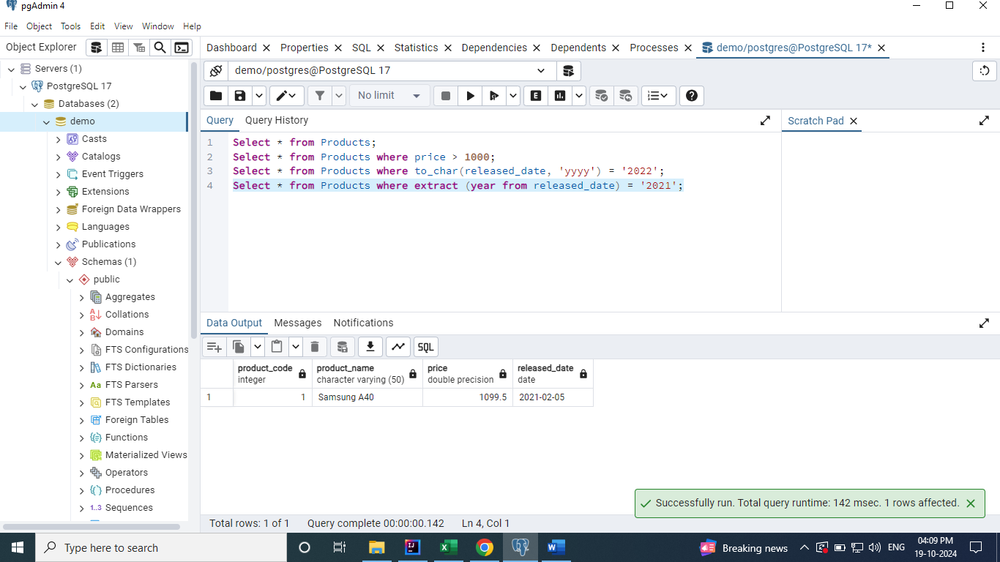 pgAdmin 4
File Object Tools Edit View Window Help
Object Explorer
Dashboard Properties SQL Statistics Dependencies Dependents Processes demo/postgres@PostgreSQL 17*
Servers (1)
PostgreSQL 17
Databases (2)
demo
Casts
Catalogs
Event Triggers
Extensions
Foreign Data Wrappers
Languages
Publications
Schemas (1)
public
Aggregates
Collations
Domains
FTS Configurations
FTS Dictionaries
Aa FTS Parsers
FTS Templates
Foreign Tables
Functions
Materialized Views
Operators
Procedures
1..3 Sequences
demo/postgres@PostgreSQL 17
No limit E
Query Query History
Scratch Pad
1 Select * from Products;
2 Select * from Products where price > 1000;
3 Select * from Products where to_char(released_date, 'yyyy') = '2022';
4 Select * from Products where extract (year from released_date) = '2021';
Data Output Messages Notifications
SQL
product_code product_name price released_date
integer character varying (50) double precision date
1 1 Samsung A40 1099.5 2021-02-05
Successfully run. Total query runtime: 142 msec. 1 rows affected.
Total rows: 1 of 1 Query complete 00:00:00.142 Ln 4, Col 1
Type here to search
Breaking news
ENG
04:09 PM
19-10-2024